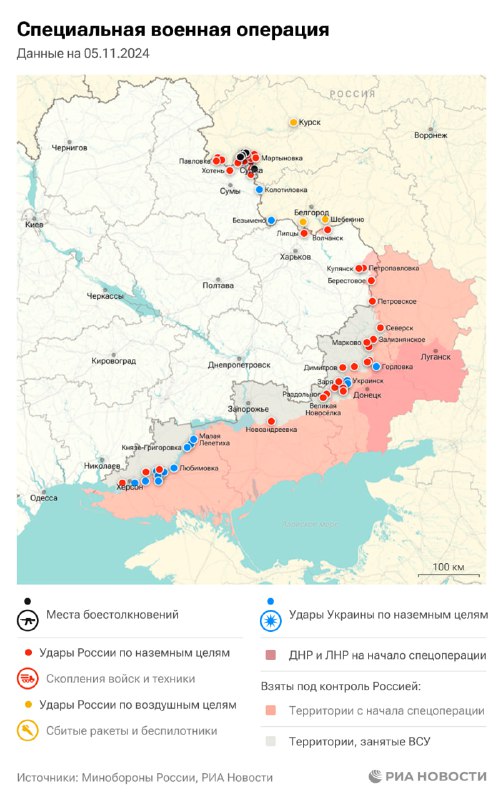 Специальная военная операция
Данные на 05.11.2024
РОССИЯ
Курск
Воронеж
Чернигов
Павловка
Мартыновка
Хотень
Суджа
Сумы
Колотиловка
Киев
Безымено
Белгород
Шебекино
Липцы
Волчанск
Харьков
Купянск
Петропавловка
Берестовое
Полтава
Черкассы
Петровское
Северск
Марково
Зализнянское
Кировоград
Днепропетровск
Луганск
Димитров
Горловка
Заря
Украинск
Раздольное
Донецк
Великая
Новоселка
Запорожье
Новоандреевка
Малая
Лепетиха
Князе-Григоровка
Николаев
Любимовка
Херсон
Одесса
Азовское море
100 км
Места боестолкновений
Удары России по наземным целям
Скопления войск и техники
Удары России по воздушным целям
Сбитые ракеты и беспилотники
Удары Украины по наземным целям
ДНР и ЛНР на начало спецоперации
Взяты под контроль Россией:
Территории с начала спецоперации
Территории, занятые ВСУ
Источники: Минобороны России, РИА Новости
РИА НОВОСТИ